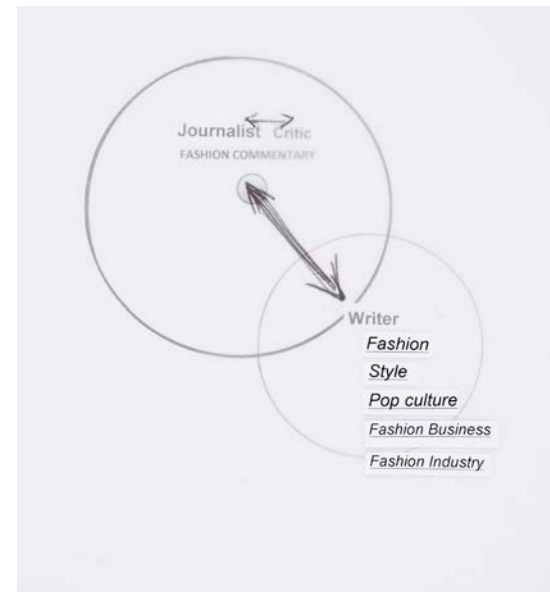 Journalist Critic
FASHION COMMENTARY
Writer
Fashion
Style
Pop culture
Fashion Business
Fashion Industry